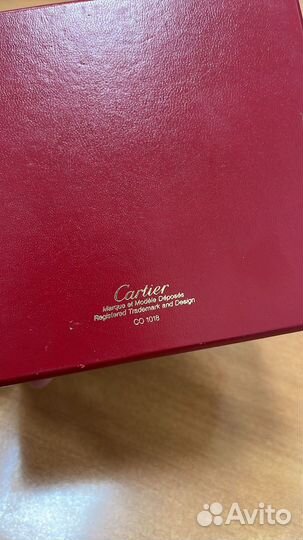 Cartier
Marque et Modèle Déposés
Registered Trademark and Design
CO 1018
Avito